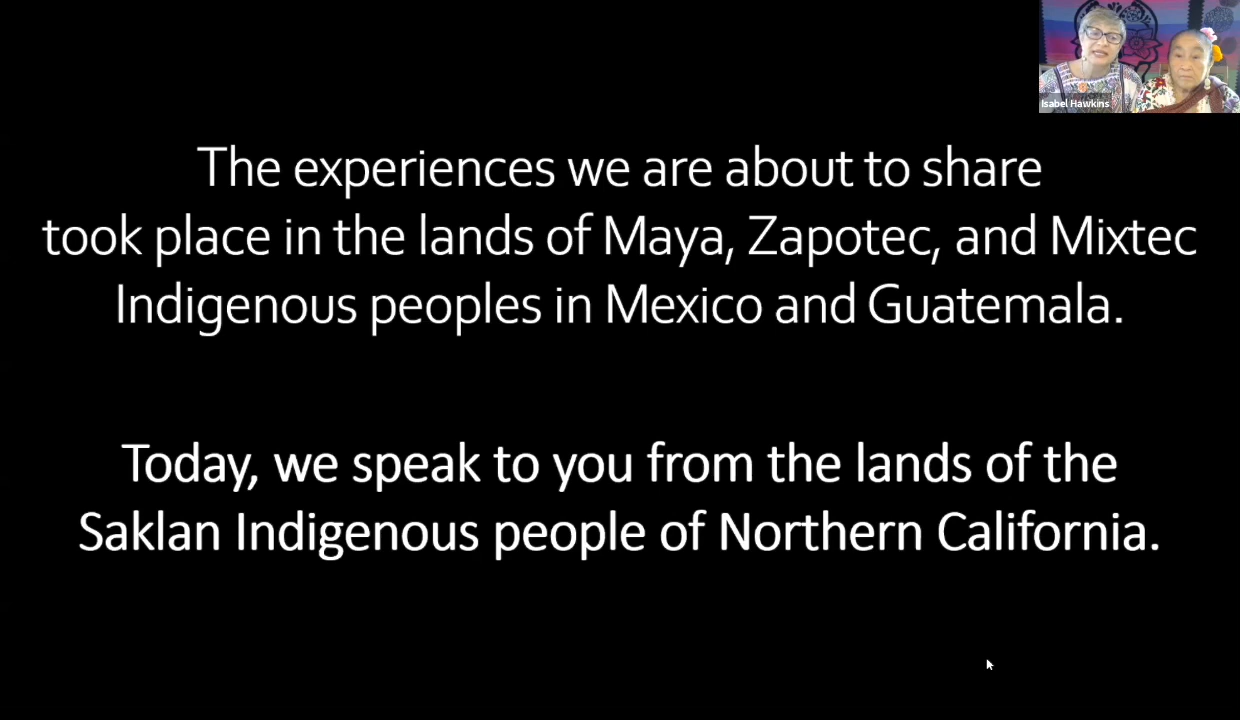 Isabel Hawkins
The experiences we are about to share
took place in the lands of Maya, Zapotec, and Mixtec
Indigenous peoples in Mexico and Guatemala.
Today, we speak to you from the lands of the
Saklan Indigenous people of Northern California.